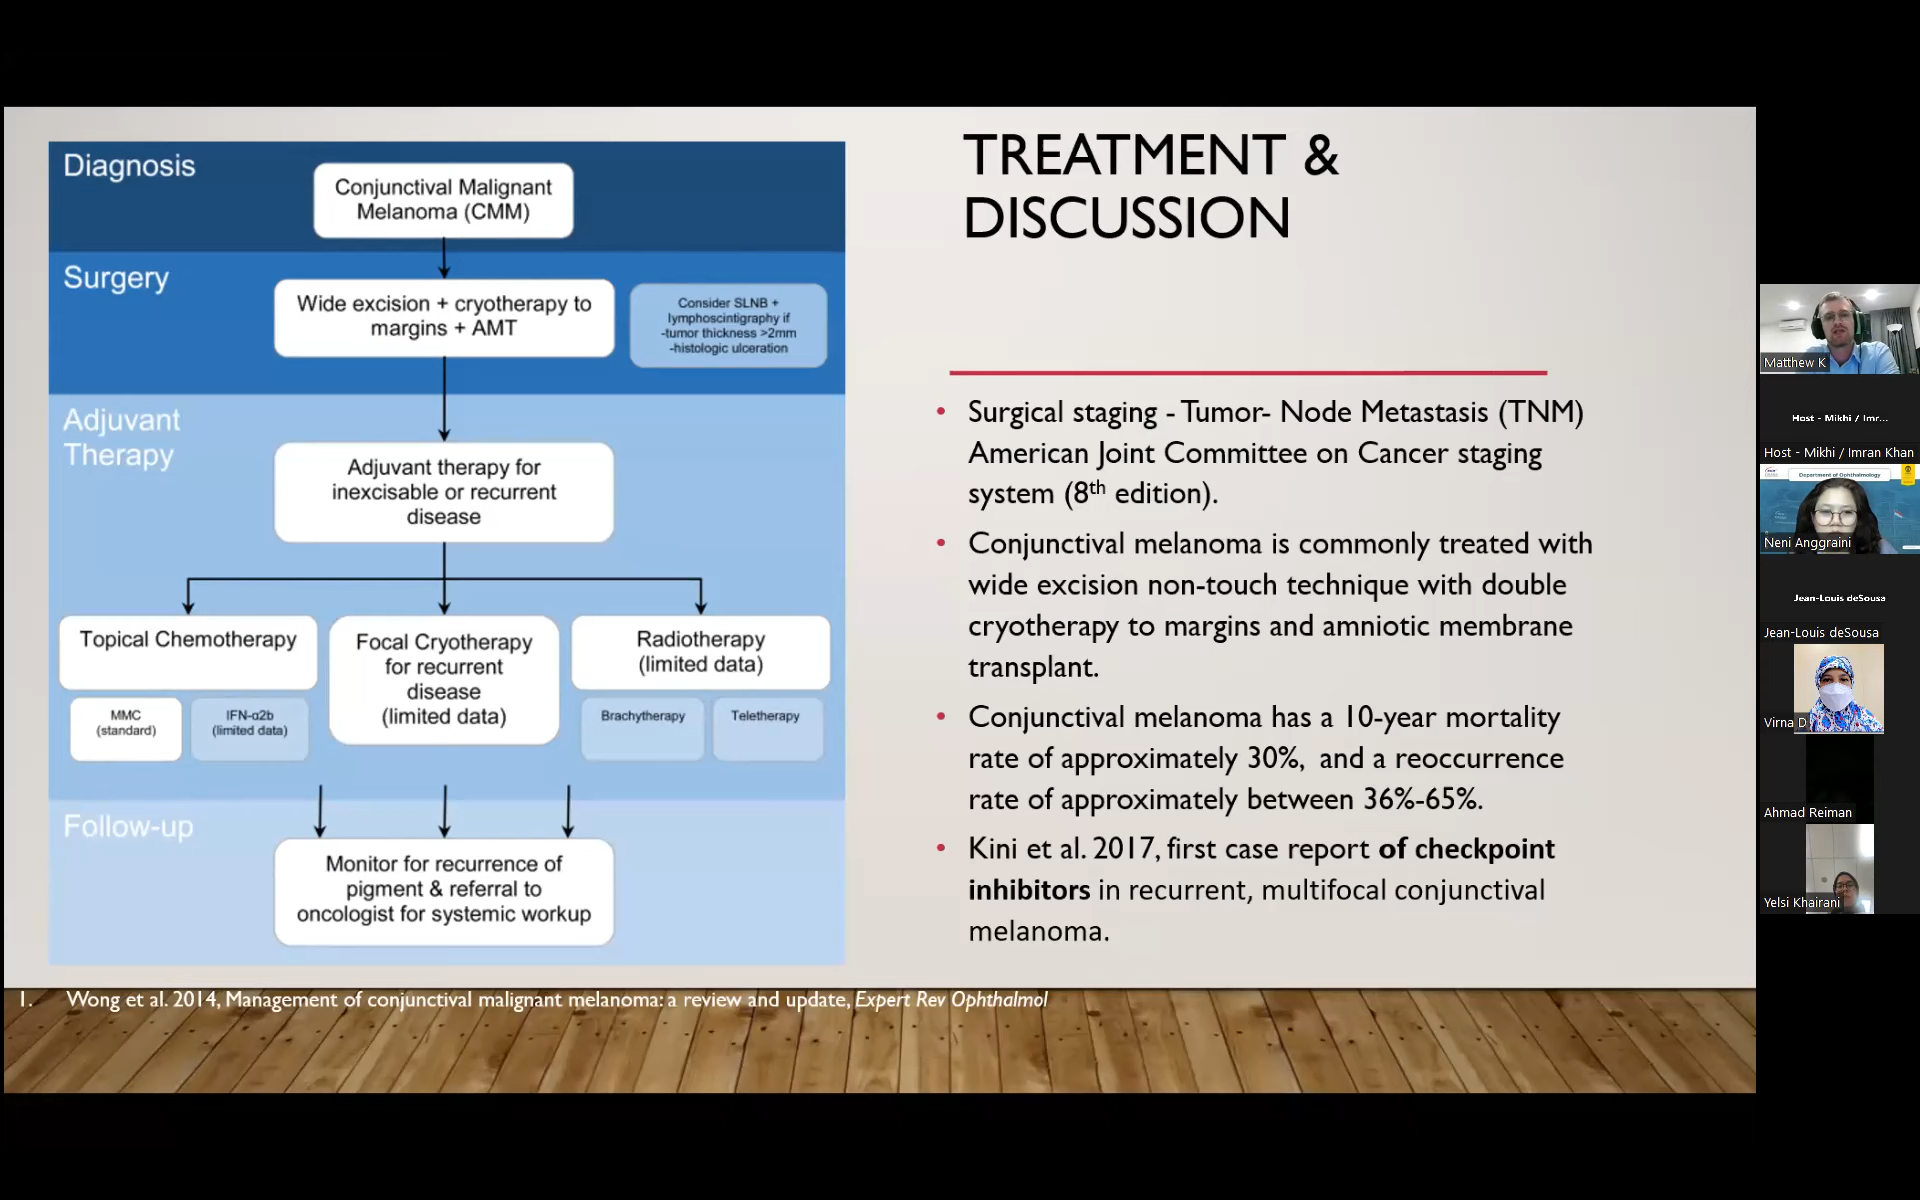 Diagnosis
Conjunctival Malignant
Melanoma (CMM)
Surgery
Wide excision + cryotherapy to
margins + AMT
Consider SLNB +
lymphoscintigraphy if
-tumor thickness >2mm
-histologic ulceration
Adjuvant
Therapy
Adjuvant therapy for
inexcisable or recurrent
disease
Topical Chemotherapy
MMC
(standard)
IFN-α2b
(limited data)
Focal Cryotherapy
for recurrent
disease
(limited data)
Radiotherapy
(limited data)
Brachytherapy
Teletherapy
Follow-up
Monitor for recurrence of
pigment & referral to
oncologist for systemic workup
TREATMENT &
DISCUSSION
• Surgical staging - Tumor- Node Metastasis (TNM)
American Joint Committee on Cancer staging
system (8th edition).
• Conjunctival melanoma is commonly treated with
wide excision non-touch technique with double
cryotherapy to margins and amniotic membrane
transplant.
• Conjunctival melanoma has a 10-year mortality
rate of approximately 30%, and a reoccurrence
rate of approximately between 36%-65%.
• Kini et al. 2017, first case report of checkpoint
inhibitors in recurrent, multifocal conjunctival
melanoma.
1. Wong et al. 2014, Management of conjunctival malignant melanoma: a review and update, Expert Rev Ophthalmol
Matthew K
Host - Mikhi / Imr...
Host - Mikhi / Imran Khan
Department of Ophthalmology
Neni Anggraini
Jean-Louis deSousa
Jean-Louis deSousa
Virna D
Ahmad Reiman
Yelsi Khairani